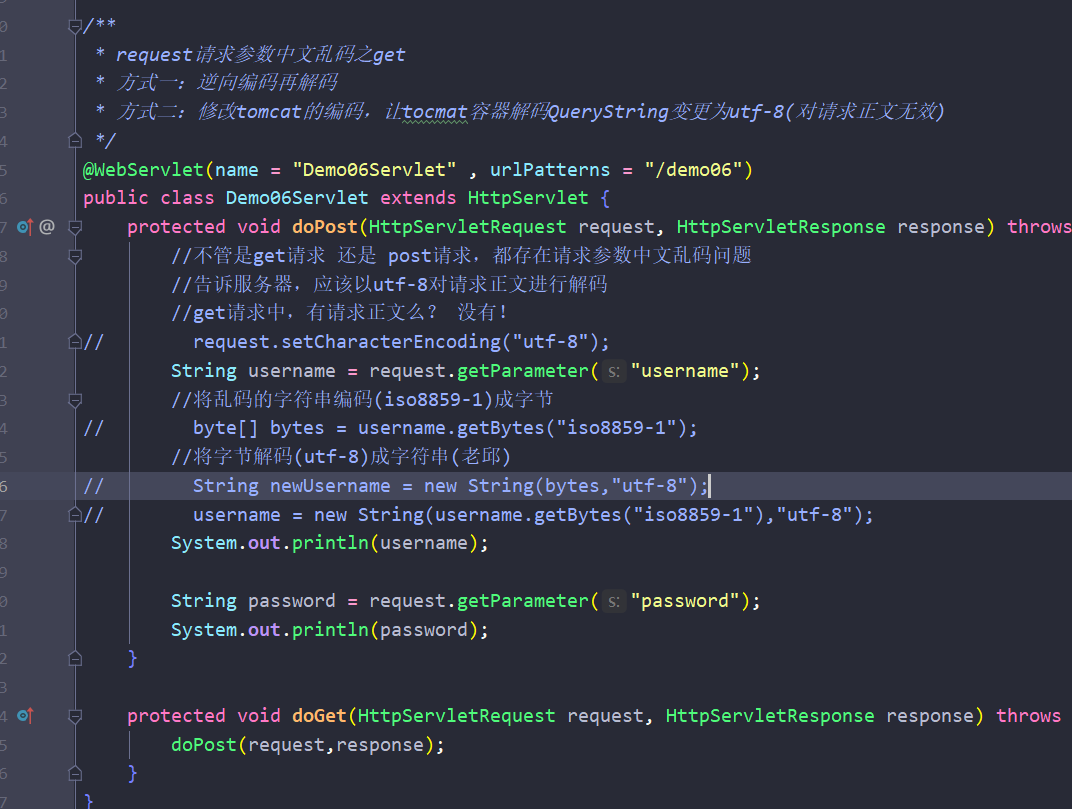 /**
* request请求参数中文乱码之get
* 方式一：逆向编码再解码
* 方式二：修改tomcat的编码，让tocmat容器解码QueryString变更为utf-8(对请求正文无效)
*/
@WebServlet(name = "Demo06Servlet" , urlPatterns = "/demo06")
public class Demo06Servlet extends HttpServlet {
@ protected void doPost(HttpServletRequest request, HttpServletResponse response) throws
//不管是get请求 还是 post请求，都存在请求参数中文乱码问题
//告诉服务器，应该以utf-8对请求正文进行解码
//get请求中，有请求正文么？ 没有！
// request.setCharacterEncoding("utf-8");
String username = request.getParameter( s: "username");
//将乱码的字符串编码(iso8859-1)成字节
// byte[] bytes = username.getBytes("iso8859-1");
//将字节解码(utf-8)成字符串(老邱)
// String newUsername = new String(bytes,"utf-8");
// username = new String(username.getBytes("iso8859-1"),"utf-8");
System.out.println(username);
String password = request.getParameter( s: "password");
System.out.println(password);
}
protected void doGet(HttpServletRequest request, HttpServletResponse response) throws
doPost(request,response);
}
}